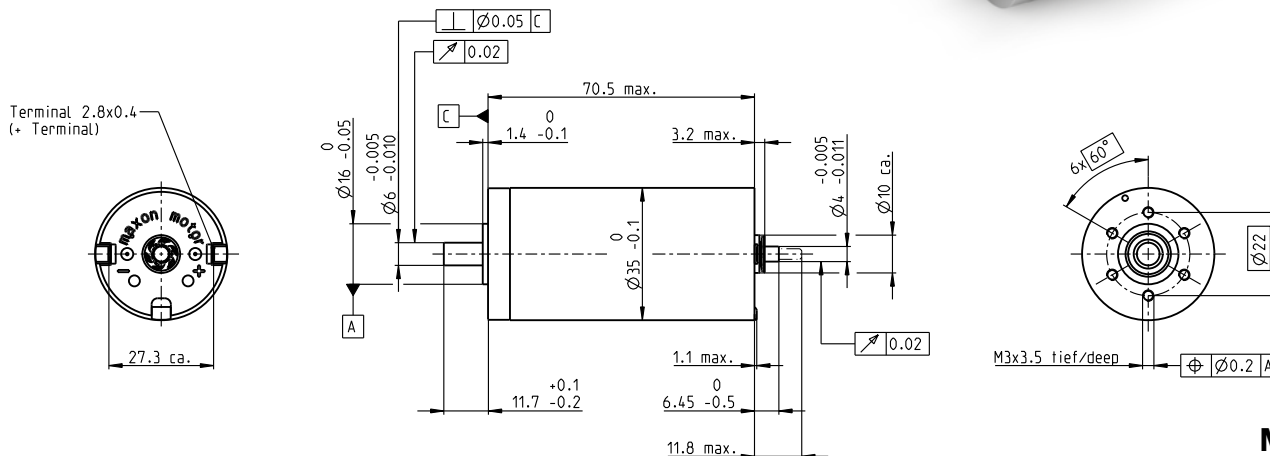 ⊥ Ø0.05 C
↗ 0.02
70.5 max.
Terminal 2.8x0.4
(+ Terminal)
C
0
1.4 -0.1
3.2 max.
0
Ø16 -0.05
-0.005
Ø6 -0.010
-0.005
Ø4 -0.011
Ø10 ca.
6x 60°
maxon motor
- +
0
Ø35 -0.1
Ø22
A
↗ 0.02
27.3 ca.
1.1 max.
M3x3.5 tief/deep
⌖ Ø0.2 A
+0.1
11.7 -0.2
0
6.45 -0.5
11.8 max.